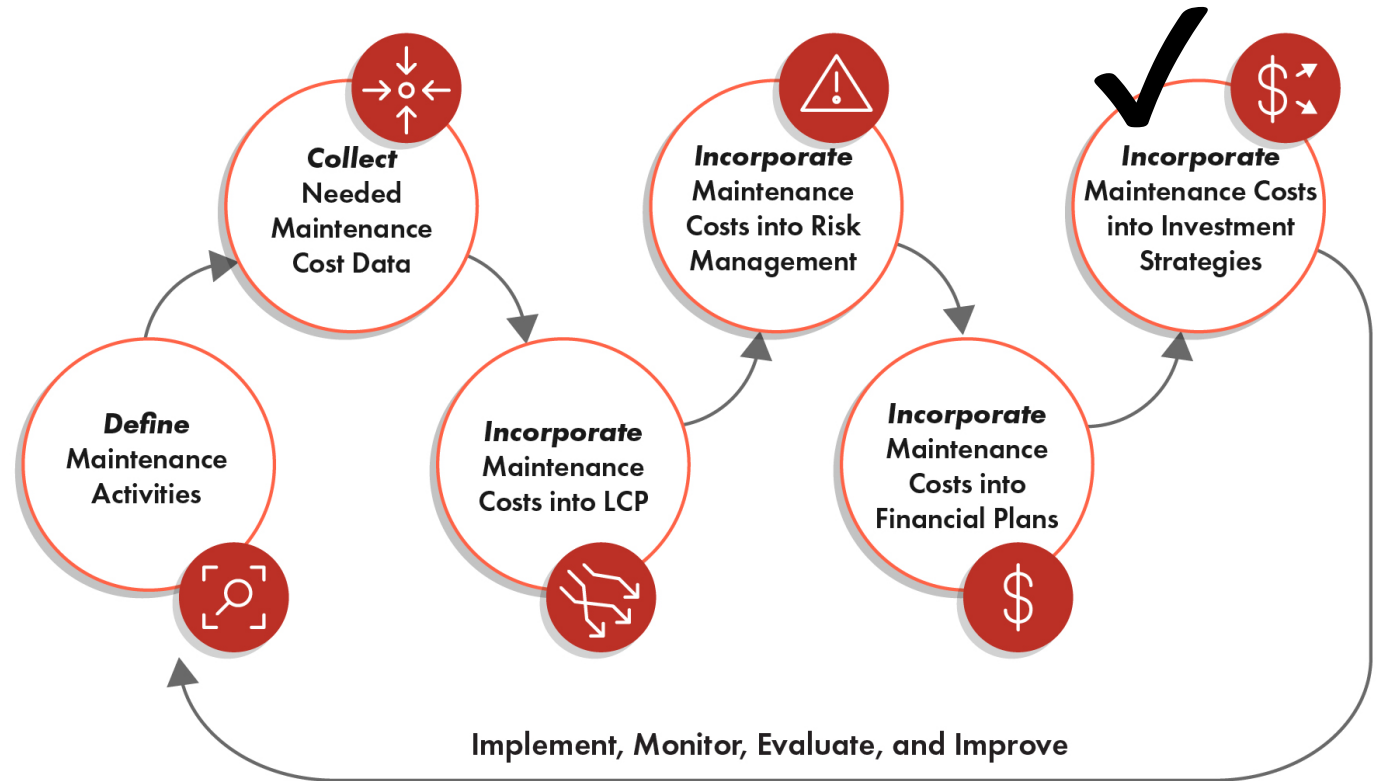 Define
Maintenance
Activities
Collect
Needed
Maintenance
Cost Data
Incorporate
Maintenance
Costs into LCP
Incorporate
Maintenance
Costs into Risk
Management
Incorporate
Maintenance
Costs into
Financial Plans
Incorporate
Maintenance Costs
into Investment
Strategies
Implement, Monitor, Evaluate, and Improve